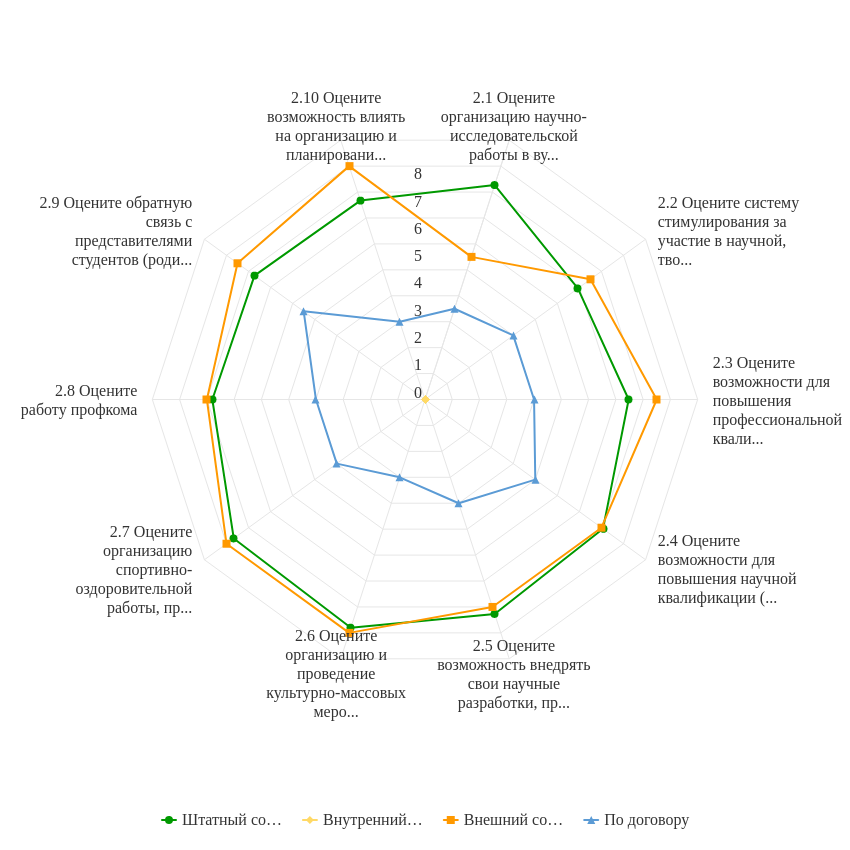 2.10 Оцените
возможность влиять
на организацию и
планировани...
2.1 Оцените
организацию научно-
исследовательской
работы в ву...
2.2 Оцените систему
стимулирования за
участие в научной,
тво...
2.3 Оцените
возможности для
повышения
профессиональной
квали...
2.4 Оцените
возможности для
повышения научной
квалификации (...
2.5 Оцените
возможность внедрять
свои научные
разработки, пр...
2.6 Оцените
организацию и
проведение
культурно-массовых
меро...
2.7 Оцените
организацию
спортивно-
оздоровительной
работы, пр...
2.8 Оцените
работу профкома
2.9 Оцените обратную
связь с
представителями
студентов (роди...
8
7
6
5
4
3
2
1
0
Штатный со… Внутренний… Внешний со… По договору